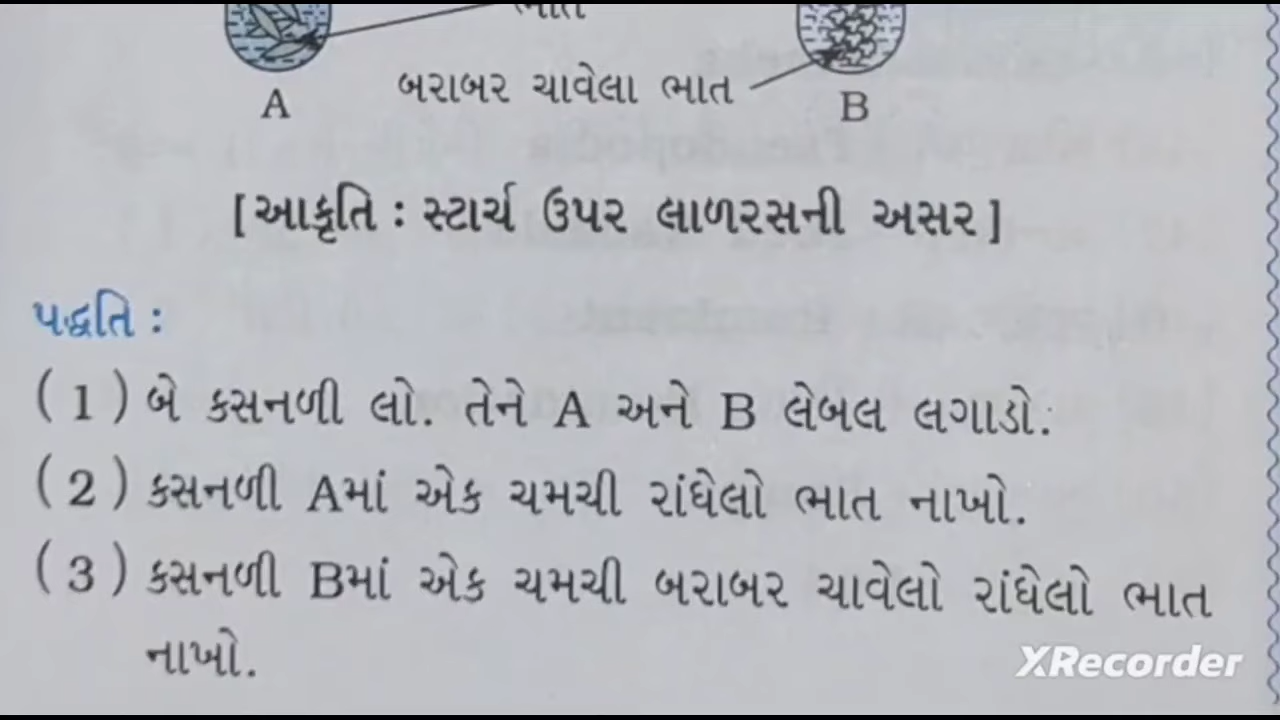 ભાત
બરાબર ચાવેલા ભાત
A
B
[આકૃતિ : સ્ટાર્ચ ઉપર લાળરસની અસર]
પદ્ધતિ :
(1) બે કસનળી લો. તેને A અને B લેબલ લગાડો.
(2) કસનળી Aમાં એક ચમચી રાંધેલો ભાત નાખો.
(3) કસનળી Bમાં એક ચમચી બરાબર ચાવેલો રાંધેલો ભાત
નાખો.
XRecorder